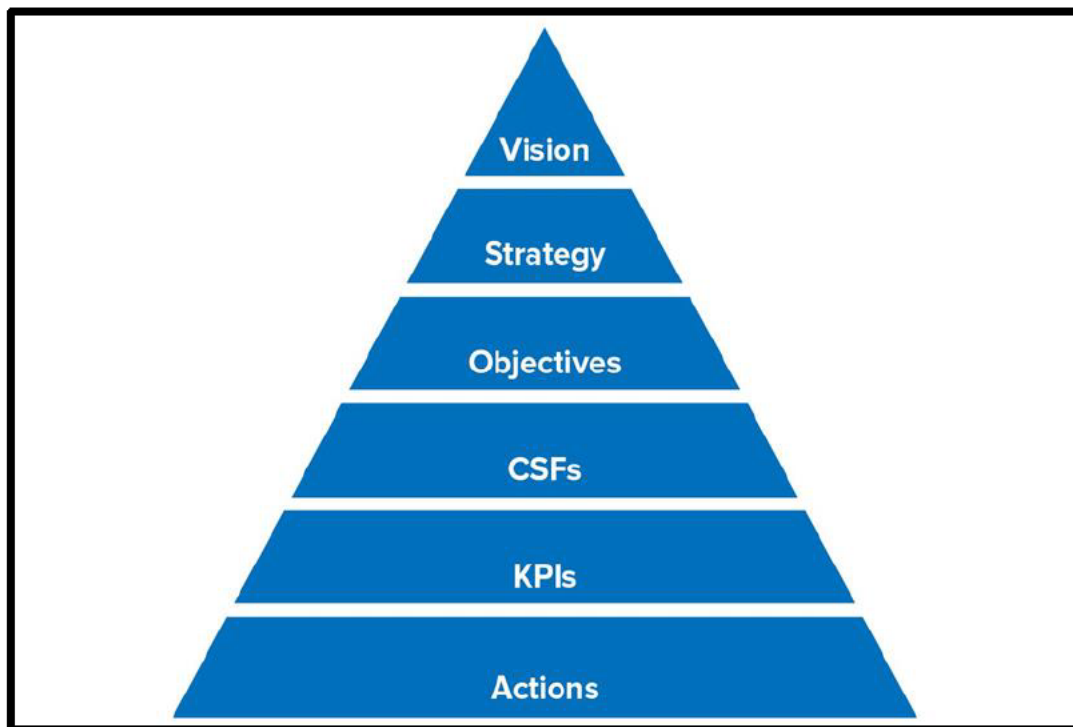 Vision
Strategy
Objectives
CSFs
KPIs
Actions